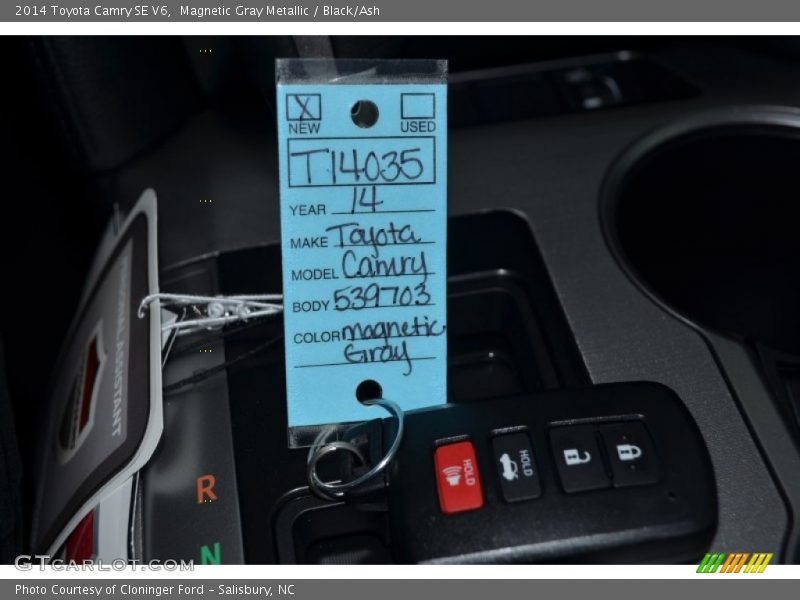 2014 Toyota Camry SE V6,  Magnetic Gray Metallic / Black/Ash
X
NEW USED
T14035
YEAR 14
MAKE Toyota
MODEL Camry
BODY 539703
COLOR magnetic
Gray
ASSISTANT
HOLD
HOLD
R
N
GTCarlot.com
Photo Courtesy of Cloninger Ford - Salisbury, NC